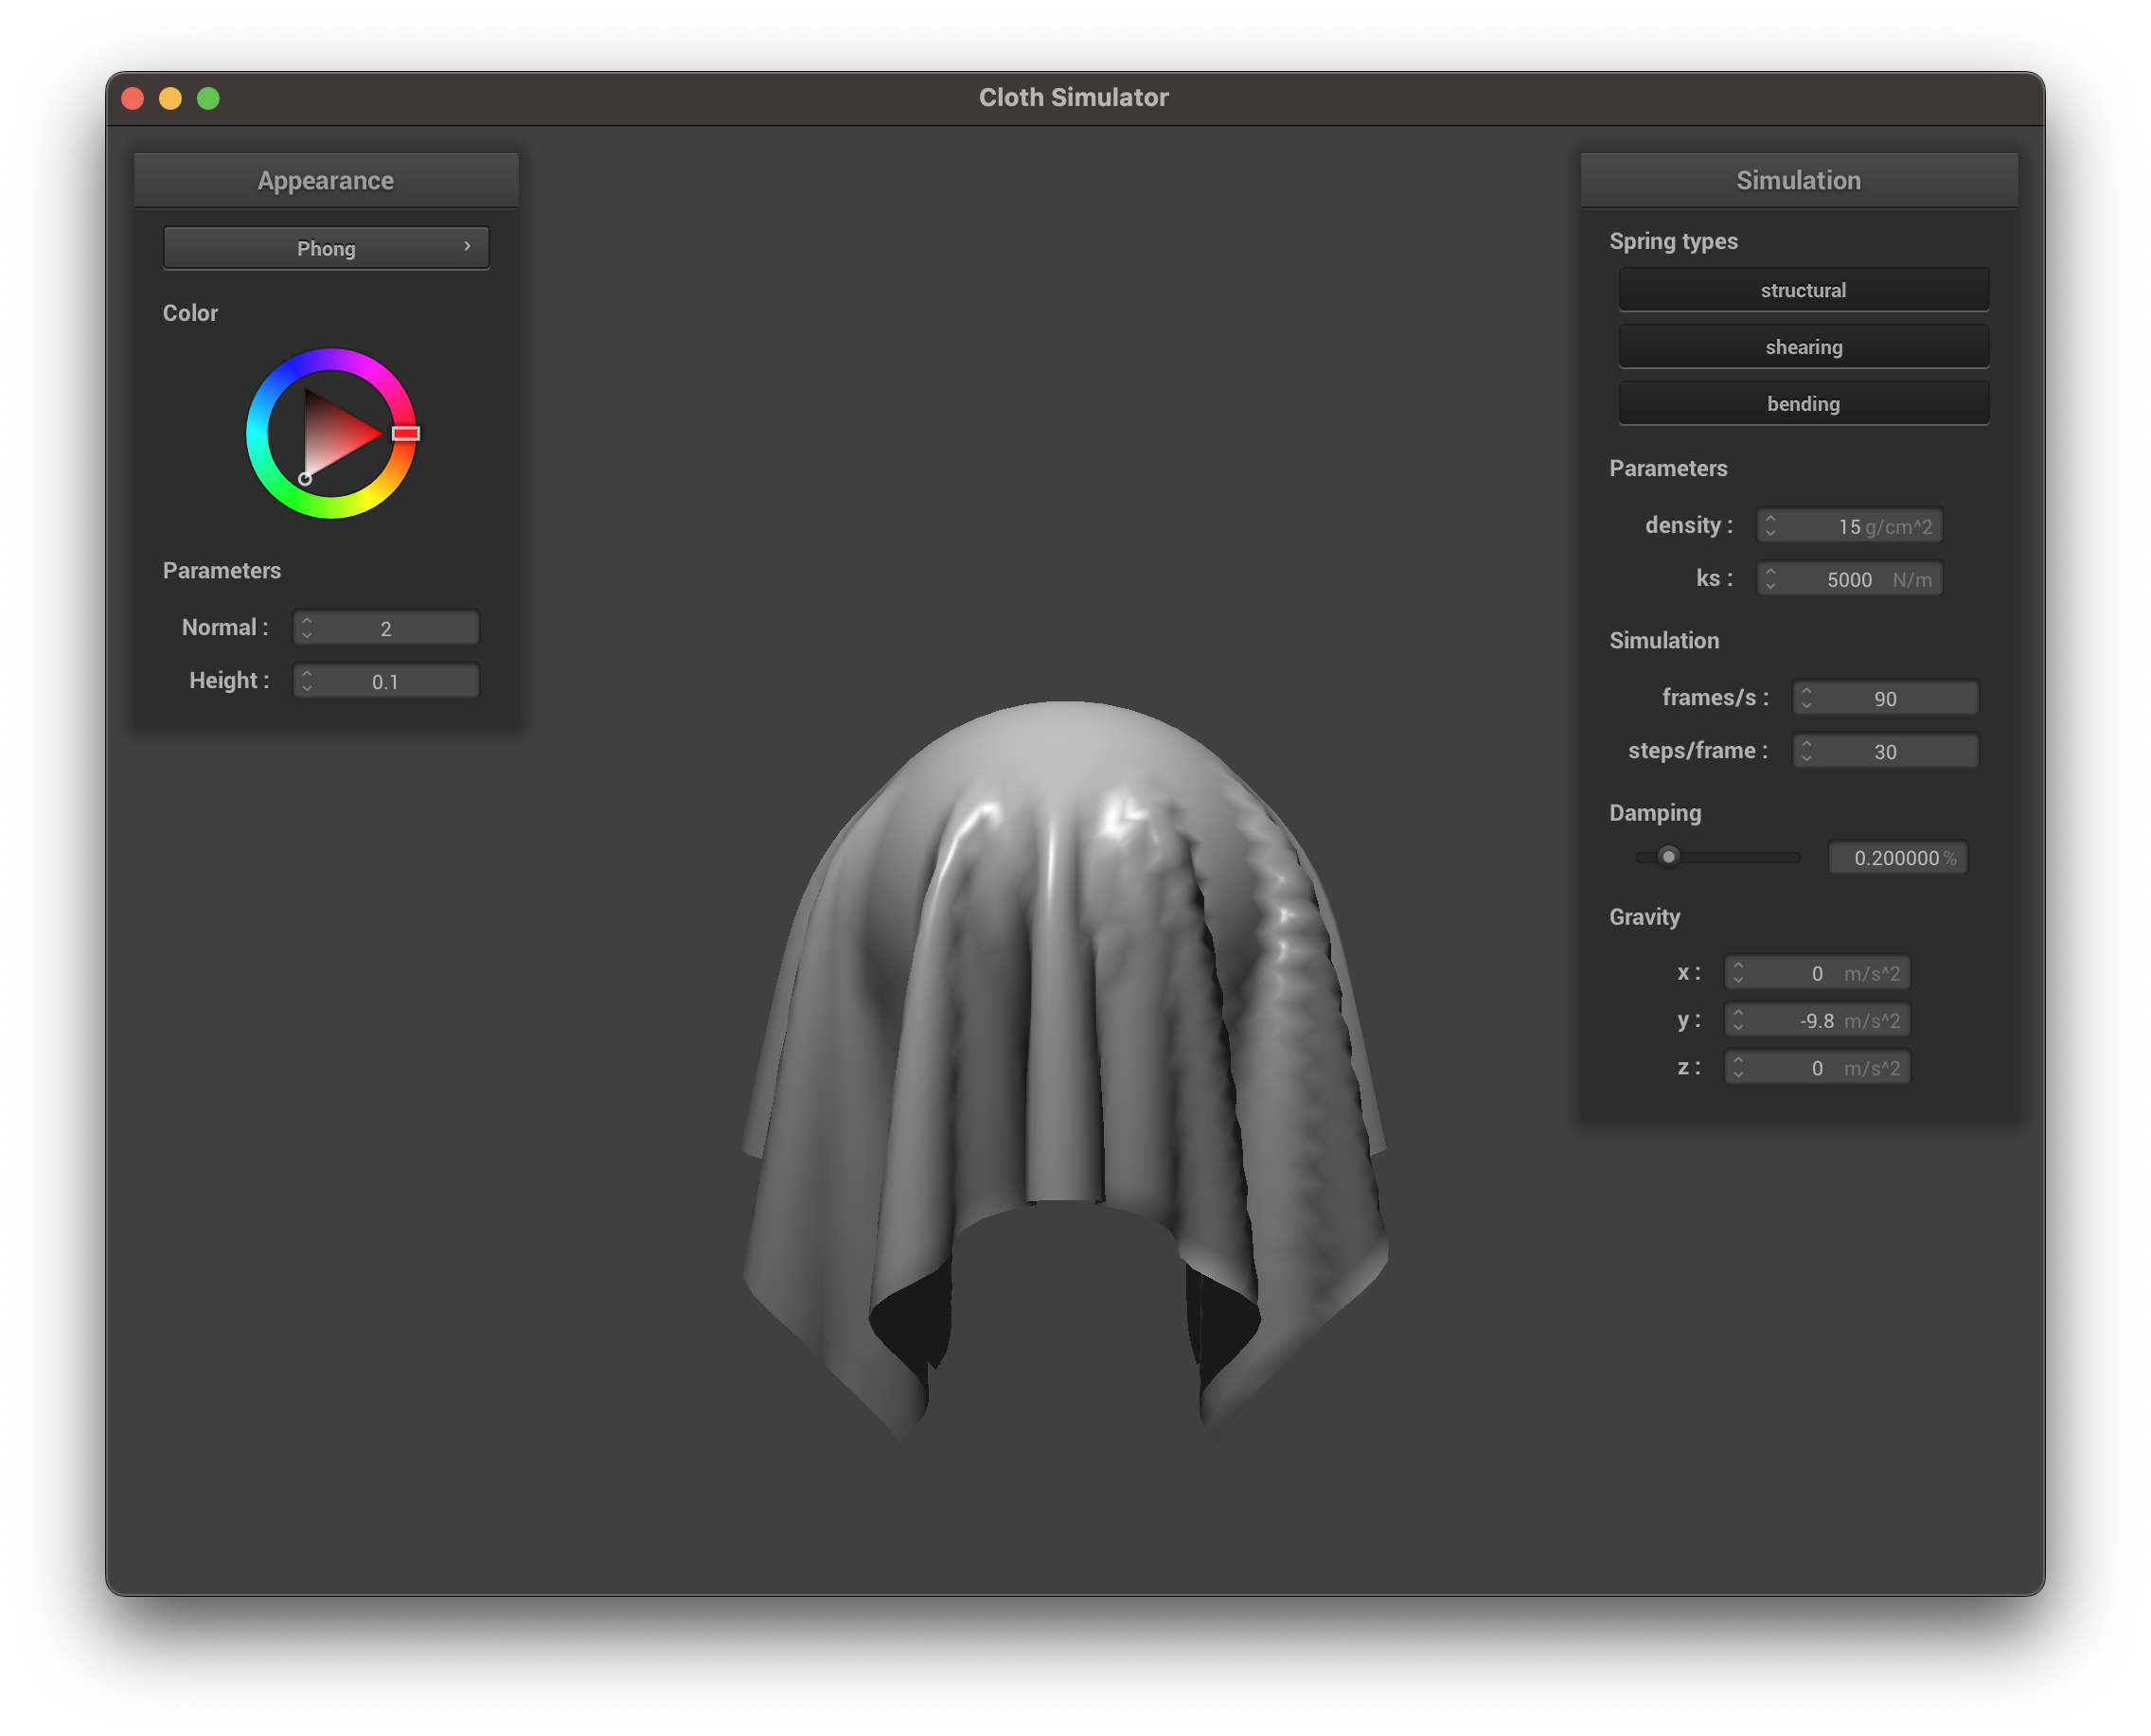 Cloth Simulator
Appearance
Phong
Color
Parameters
Normal : 2
Height : 0.1
Simulation
Spring types
structural
shearing
bending
Parameters
density : 15 g/cm^2
ks : 5000 N/m
Simulation
frames/s : 90
steps/frame : 30
Damping
0.200000 %
Gravity
x : 0 m/s^2
y : -9.8 m/s^2
z : 0 m/s^2